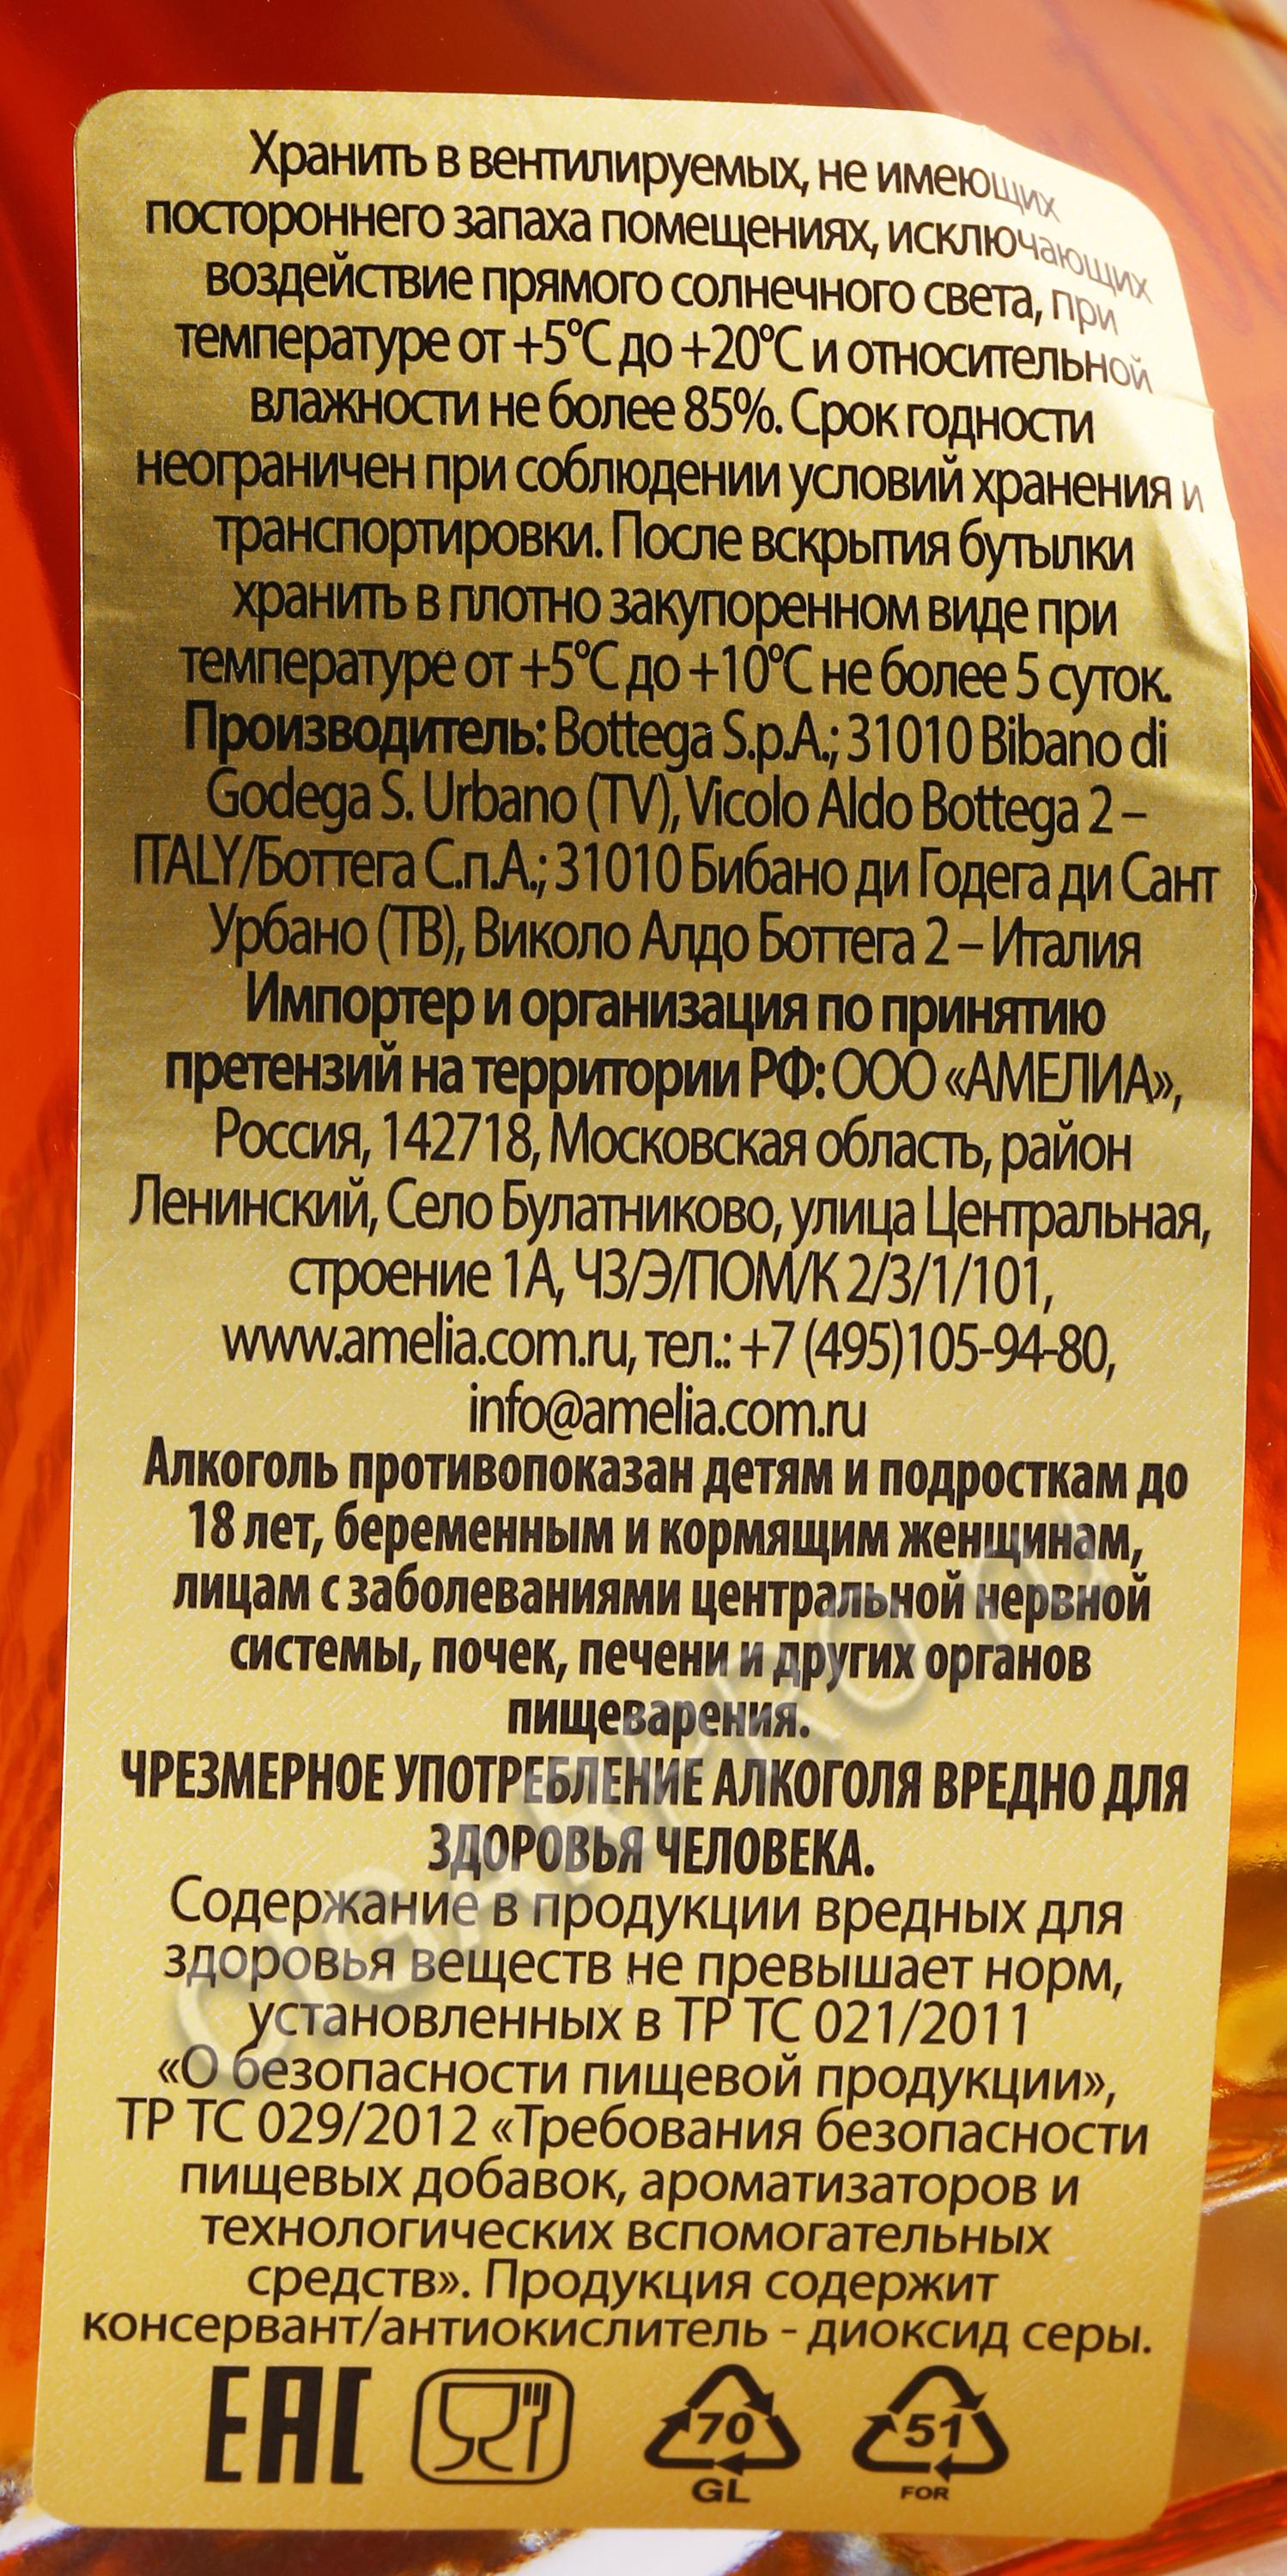 Хранить в вентилируемых, не имеющих
постороннего запаха помещениях, исключающих
воздействие прямого солнечного света, при
температуре от +5°С до +20°С и относительной
влажности не более 85%. Срок годности
неограничен при соблюдении условий хранения и
транспортировки. После вскрытия бутылки
хранить в плотно закупоренном виде при
температуре от +5°С до +10°С не более 5 суток.
Производитель: Bottega S.p.A.; 31010 Bibano di
Godega S. Urbano (TV), Vicolo Aldo Bottega 2 –
ITALY/Боттега С.п.А.; 31010 Бибано ди Годега ди Сант
Урбано (ТВ), Виколо Алдо Боттега 2 – Италия
Импортер и организация по принятию
претензий на территории РФ: ООО «АМЕЛИА»,
Россия, 142718, Московская область, район
Ленинский, Село Булатниково, улица Центральная,
строение 1А, ЧЗ/Э/ПОМ/К 2/3/1/101,
www.amelia.com.ru, тел.: +7 (495)105-94-80,
info@amelia.com.ru
Алкоголь противопоказан детям и подросткам до
18 лет, беременным и кормящим женщинам,
лицам с заболеваниями центральной нервной
системы, почек, печени и других органов
пищеварения.
ЧРЕЗМЕРНОЕ УПОТРЕБЛЕНИЕ АЛКОГОЛЯ ВРЕДНО ДЛЯ
ЗДОРОВЬЯ ЧЕЛОВЕКА.
Содержание в продукции вредных для
здоровья веществ не превышает норм,
установленных в ТР ТС 021/2011
«О безопасности пищевой продукции»,
ТР ТС 029/2012 «Требования безопасности
пищевых добавок, ароматизаторов и
технологических вспомогательных
средств». Продукция содержит
консервант/антиокислитель - диоксид серы.
EAC 70 51
GL FOR